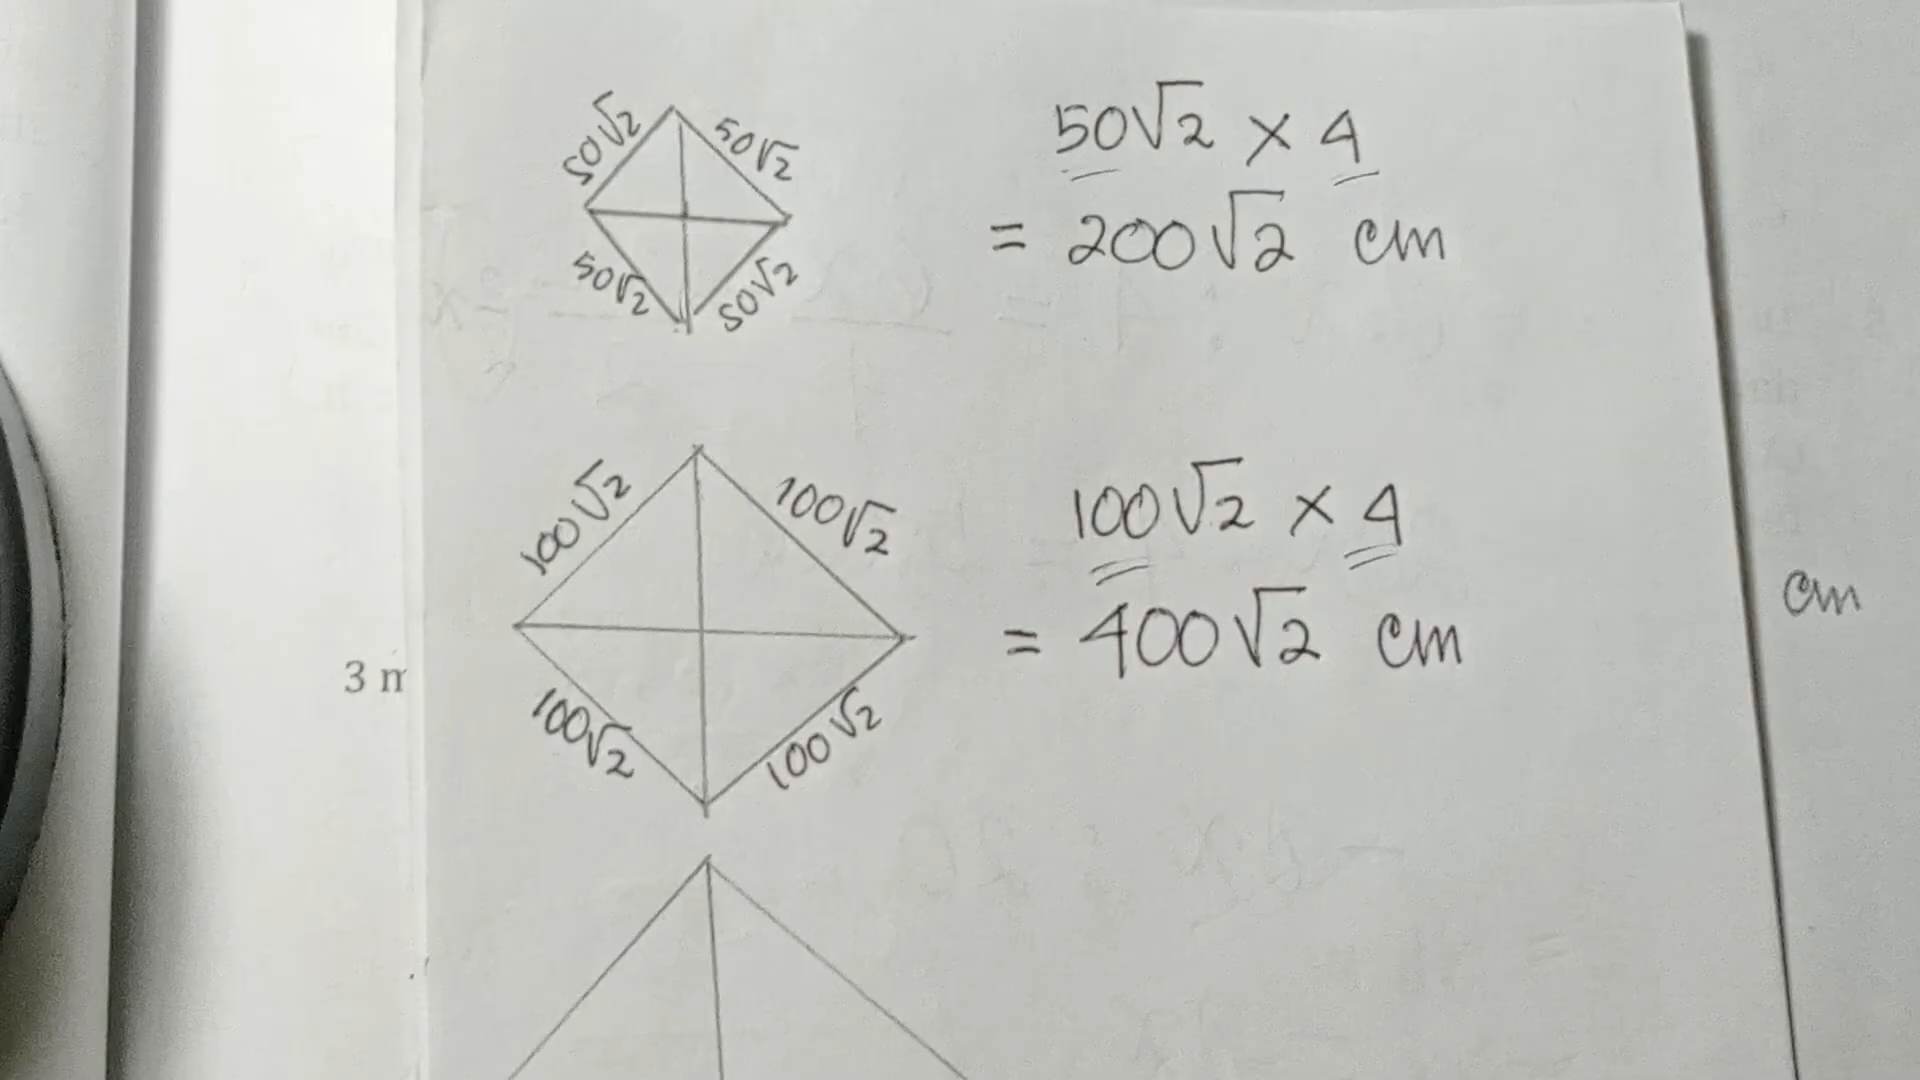 50√2
50√2
50√2
50√2
50√2 × 4
= 200√2 cm
100√2
100√2
100√2
100√2
100√2 × 4
= 400√2 cm
cm
3